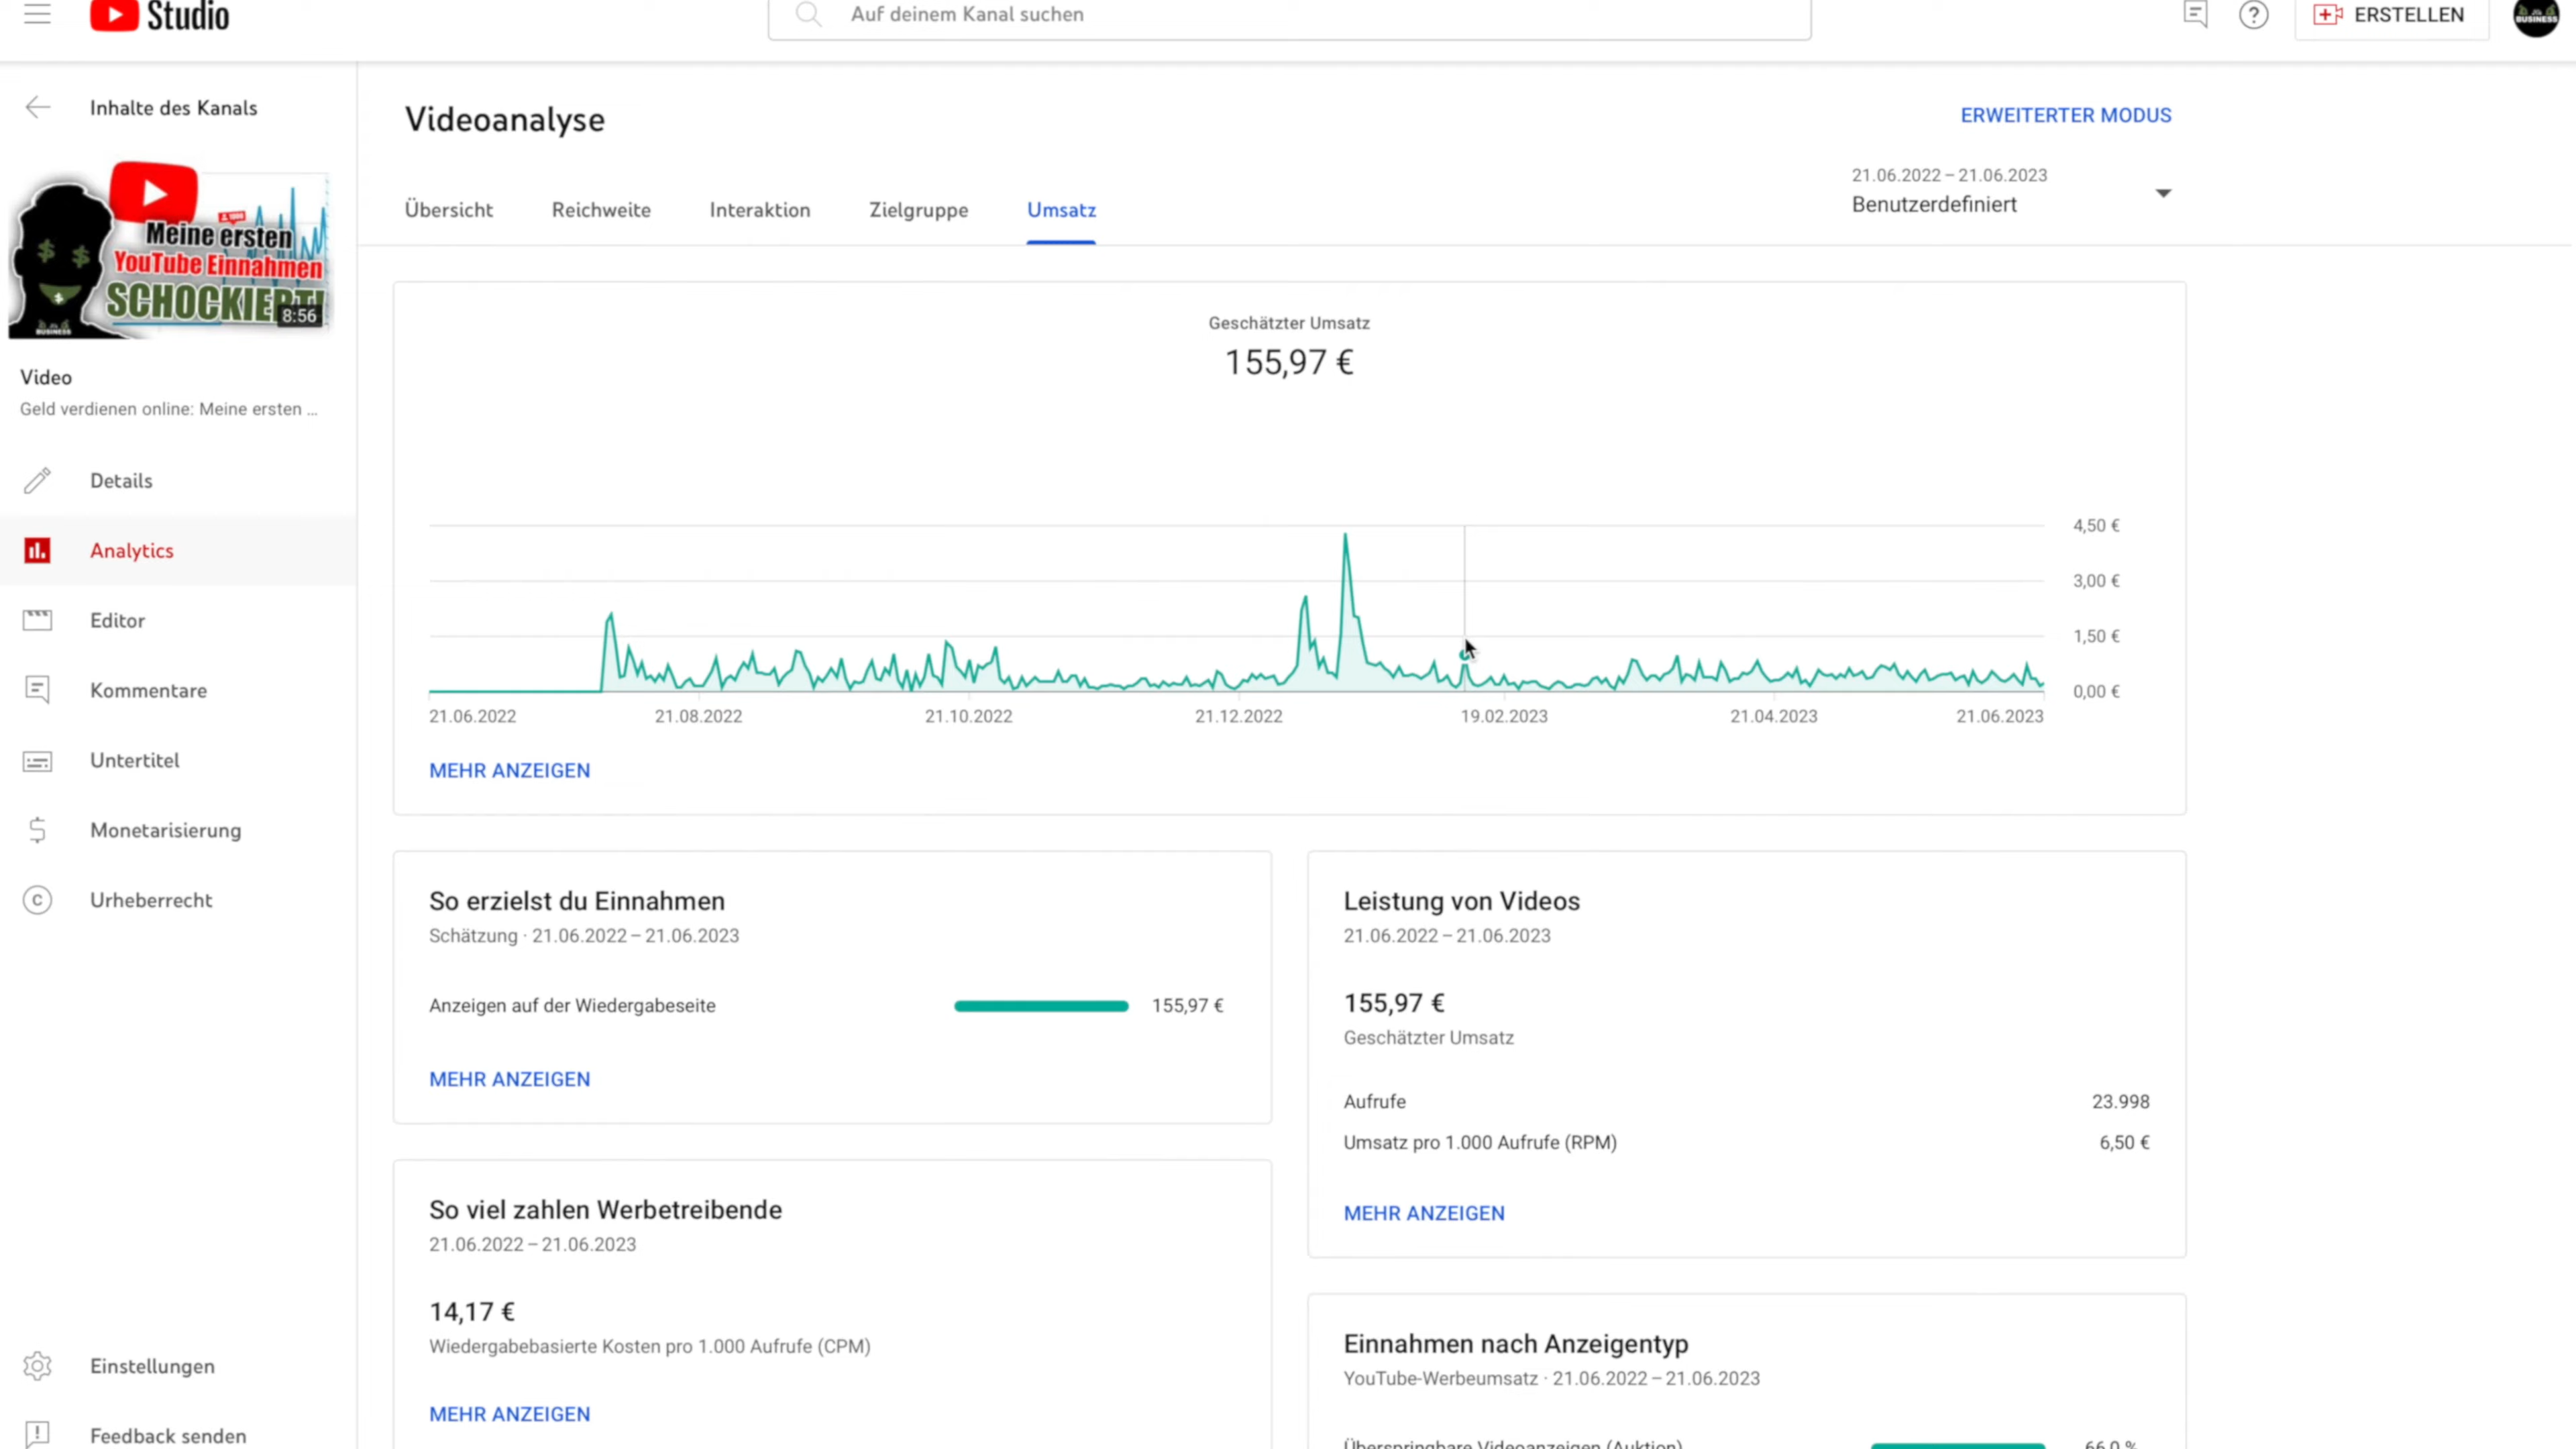 Studio
Auf deinem Kanal suchen
ERSTELLEN
BUSINESS
Inhalte des Kanals
Meine ersten
YouTube Einnahmen
SCHOCKIERT!
8:56
BUSINESS
Video
Geld verdienen online: Meine ersten ...
Details
Analytics
Editor
Kommentare
Untertitel
Monetarisierung
Urheberrecht
Einstellungen
Feedback senden
Videoanalyse
ERWEITERTER MODUS
Übersicht
Reichweite
Interaktion
Zielgruppe
Umsatz
21.06.2022 – 21.06.2023
Benutzerdefiniert
Geschätzter Umsatz
155,97 €
4,50 €
3,00 €
1,50 €
0,00 €
21.06.2022
21.08.2022
21.10.2022
21.12.2022
19.02.2023
21.04.2023
21.06.2023
MEHR ANZEIGEN
So erzielst du Einnahmen
Schätzung · 21.06.2022 – 21.06.2023
Anzeigen auf der Wiedergabeseite
155,97 €
MEHR ANZEIGEN
So viel zahlen Werbetreibende
21.06.2022 – 21.06.2023
14,17 €
Wiedergabebasierte Kosten pro 1.000 Aufrufe (CPM)
MEHR ANZEIGEN
Leistung von Videos
21.06.2022 – 21.06.2023
155,97 €
Geschätzter Umsatz
Aufrufe
23.998
Umsatz pro 1.000 Aufrufe (RPM)
6,50 €
MEHR ANZEIGEN
Einnahmen nach Anzeigentyp
YouTube-Werbeumsatz · 21.06.2022 – 21.06.2023
Überspringbare Videoanzeigen (Auktion)
66,0 %